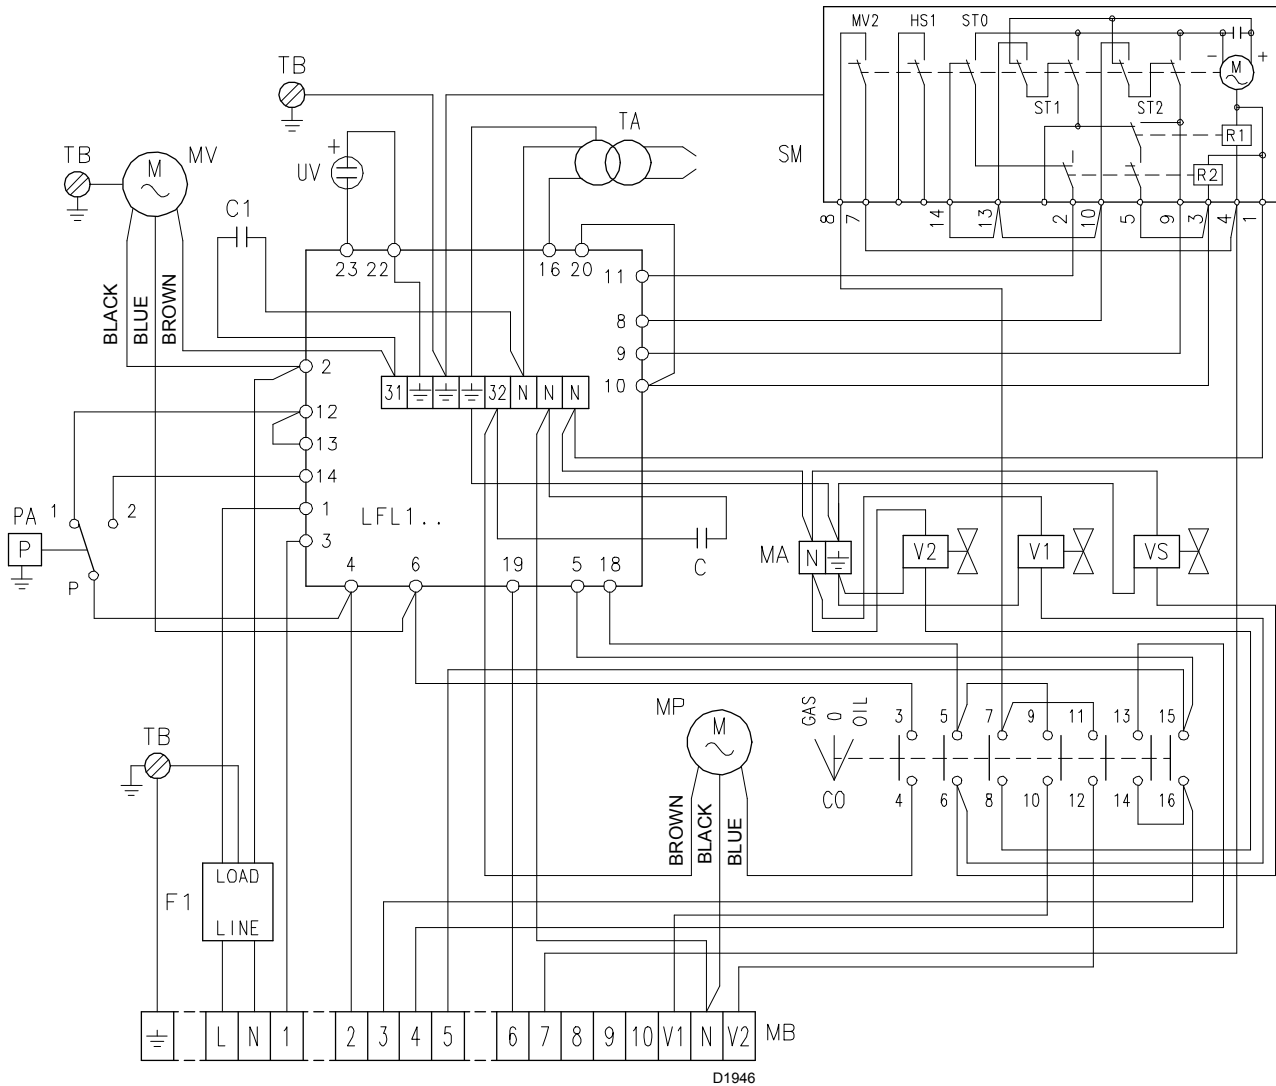 MV2 HS1 ST0
- M +
ST1 ST2
R1
R2
SM
8 7 14 13 2 10 5 9 3 4 1
TB
TA
+
UV
TB
MV
M
C1
BLACK
BLUE
BROWN
23 22 16 20
11
8
9
10
2
12
13
14
1
3
31 32 N N N
LFL1..
C
4 6 19 5 18
PA
P
1 2
P
MA N
V2 V1 VS
TB
MP
M
BROWN
BLACK
BLUE
GAS
0
OIL
CO
3 5 7 9 11 13 15
4 6 8 10 12 14 16
F1
LOAD
LINE
L N 1 2 3 4 5 6 7 8 9 10 V1 N V2 MB
D1946